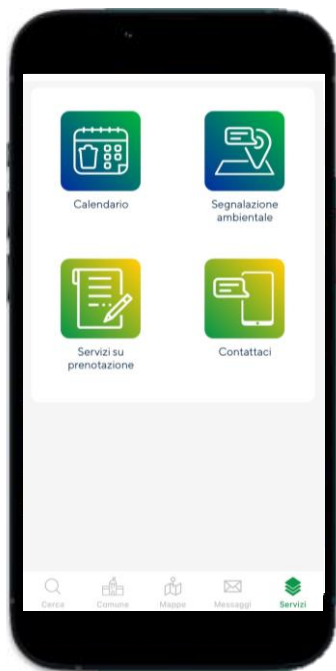 Calendario
Segnalazione
ambientale
Servizi su
prenotazione
Contattaci
Cerca
Comune
Mappe
Messaggi
Servizi